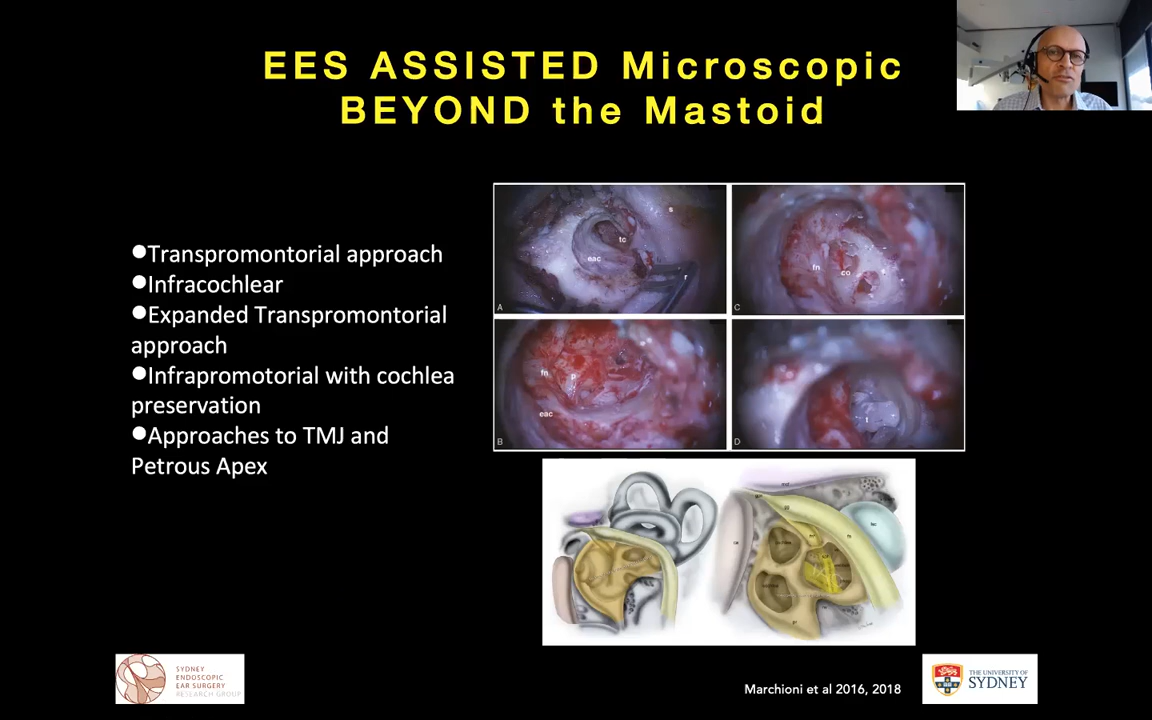 EES ASSISTED Microscopic
BEYOND the Mastoid
●Transpromontorial approach
●Infracochlear
●Expanded Transpromontorial
approach
●Infrapromotorial with cochlea
preservation
●Approaches to TMJ and
Petrous Apex
s
tc
eac
r
A
fn
co
C
fn
p
eac
B
t
D
SYDNEY
ENDOSCOPIC
EAR SURGERY
RESEARCH GROUP
Marchioni et al 2016, 2018
THE UNIVERSITY OF
SYDNEY